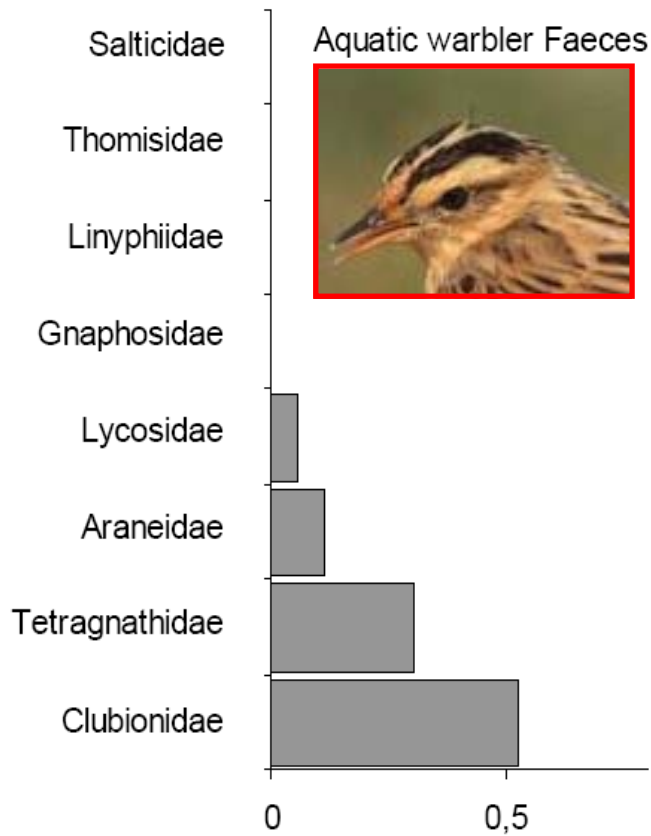 Aquatic warbler Faeces
Salticidae
Thomisidae
Linyphiidae
Gnaphosidae
Lycosidae
Araneidae
Tetragnathidae
Clubionidae
0 0,5